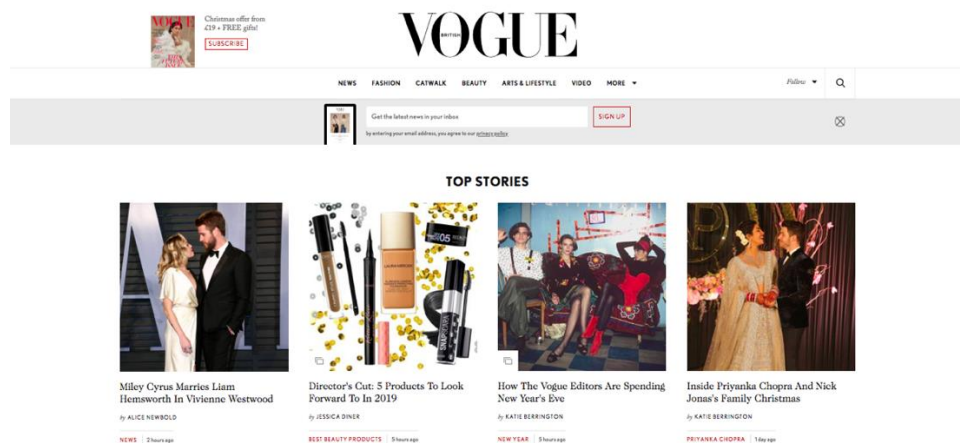 VOGUE
Christmas offer from
£19 + FREE gifts!
SUBSCRIBE
VOGUE
BRITISH
NEWS FASHION CATWALK BEAUTY ARTS & LIFESTYLE VIDEO MORE
Follow
Get the latest news in your inbox
SIGN UP
by entering your email address, you agree to our privacy policy
TOP STORIES
LAURA MERCIER
05
Miley Cyrus Marries Liam
Hemsworth In Vivienne Westwood
by ALICE NEWBOLD
NEWS 2 hours ago
Director's Cut: 5 Products To Look
Forward To In 2019
by JESSICA DINER
BEST BEAUTY PRODUCTS 5 hours ago
How The Vogue Editors Are Spending
New Year's Eve
by KATIE BERRINGTON
NEW YEAR 5 hours ago
Inside Priyanka Chopra And Nick
Jonas's Family Christmas
by KATIE BERRINGTON
PRIYANKA CHOPRA 1 day ago